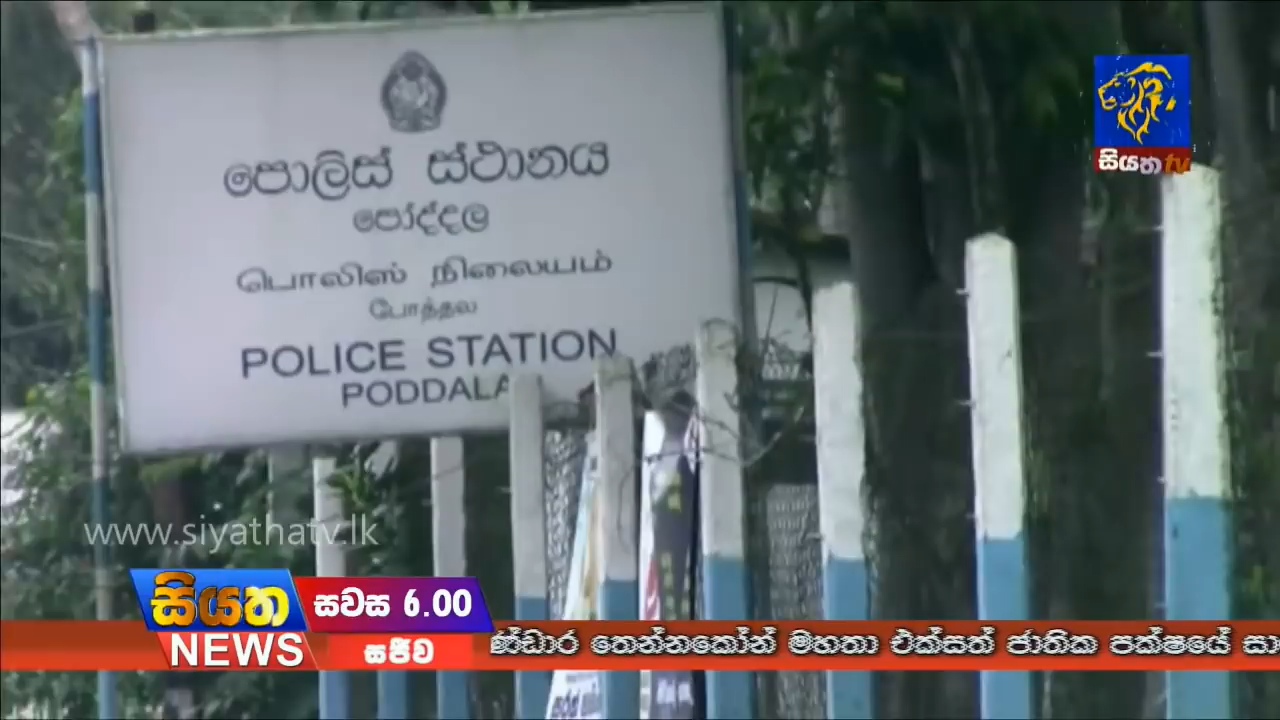 සියත tv
පොලිස් ස්ථානය
පෝද්දල
பொலிஸ் நிலையம்
போத்தல
POLICE STATION
PODDALA
www.siyathatv.lk
සියත
NEWS
සවස 6.00
සජීව
ණ්ඩාර තෙන්නකෝන් මහතා එක්සත් ජාතික පක්ෂයේ සා